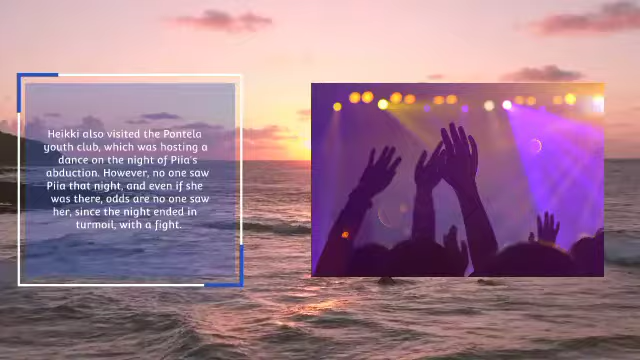 Heikki also visited the Pontela
youth club, which was hosting a
dance on the night of Piia's
abduction. However, no one saw
Piia that night, and even if she
was there, odds are no one saw
her, since the night ended in
turmoil, with a fight.